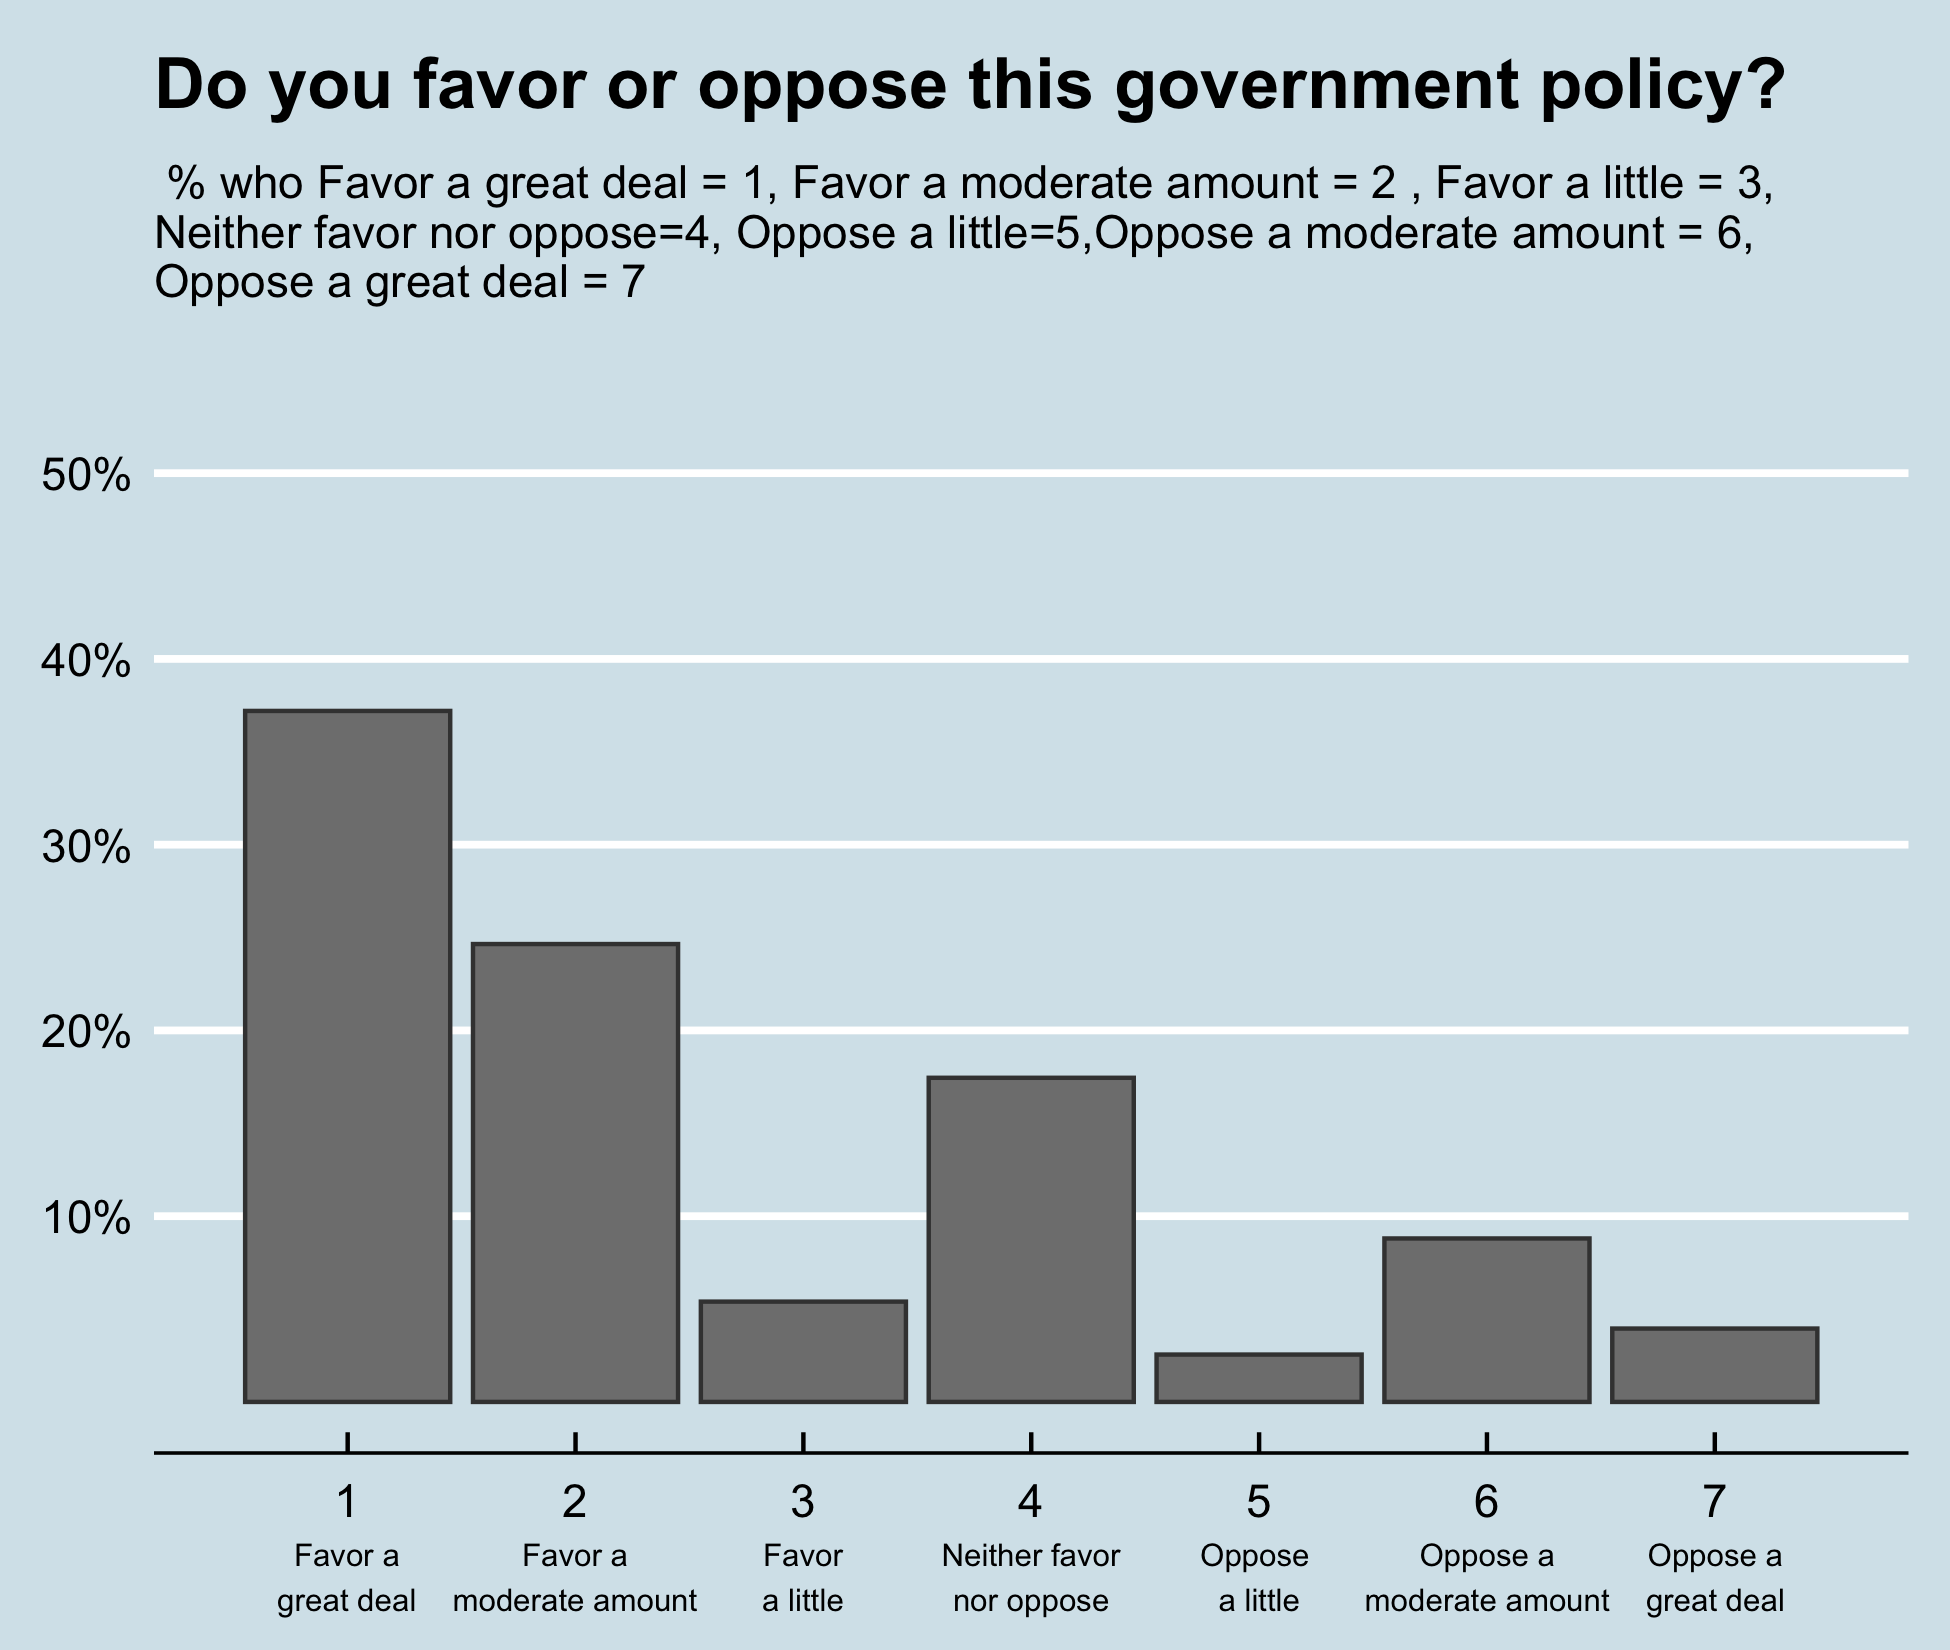 Do you favor or oppose this government policy?
% who Favor a great deal = 1, Favor a moderate amount = 2 , Favor a little = 3,
Neither favor nor oppose=4, Oppose a little=5,Oppose a moderate amount = 6,
Oppose a great deal = 7
50%
40%
30%
20%
10%
1 2 3 4 5 6 7
Favor a Favor a Favor Neither favor Oppose Oppose a Oppose a
great deal moderate amount a little nor oppose a little moderate amount great deal